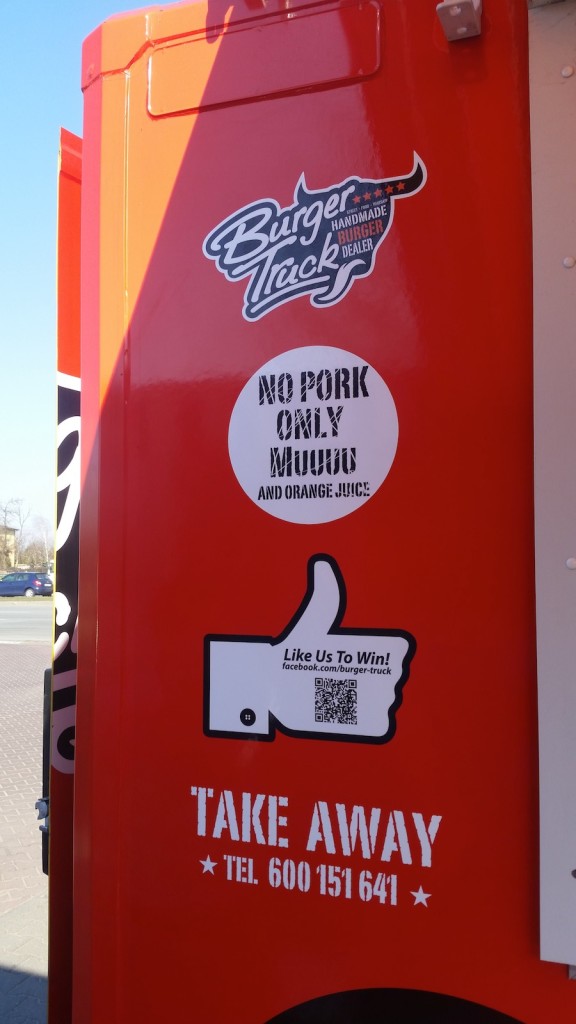 Burger
Truck
HANDMADE
BURGER
DEALER
NO PORK
ONLY
MUUUU
AND ORANGE JUICE
Like Us To Win!
facebook.com/burger-truck
TAKE AWAY
TEL 600 151 641